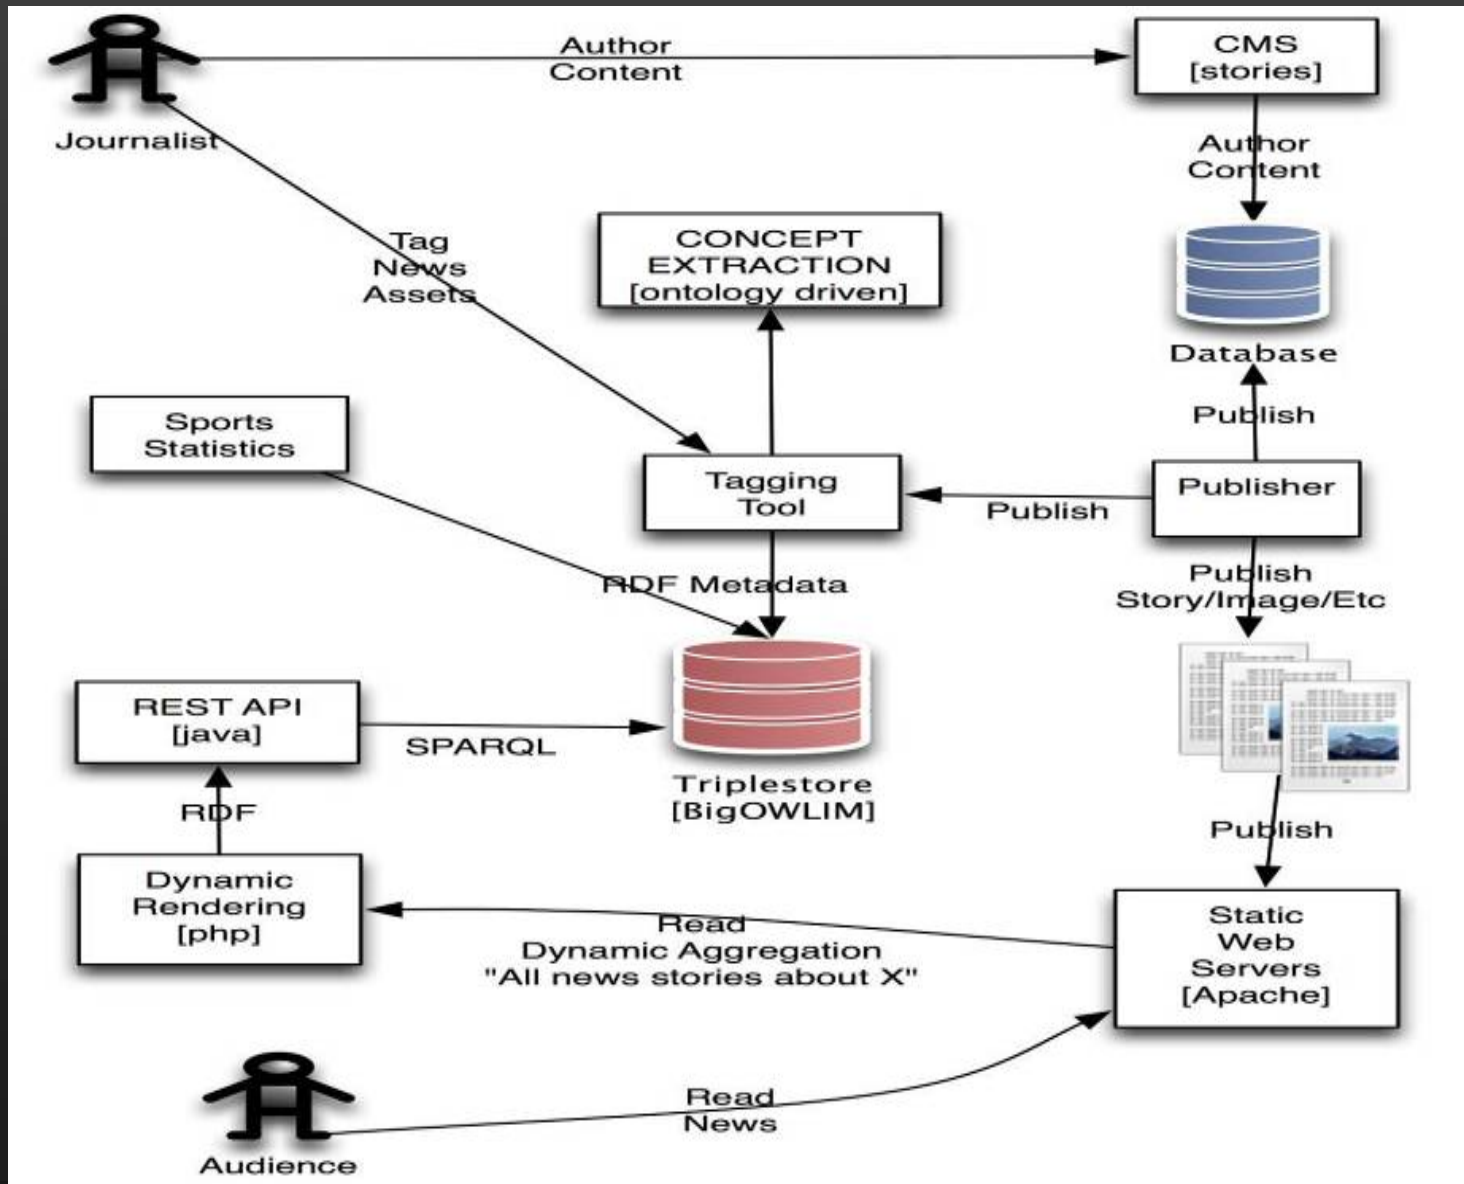 Author
Content
CMS
[stories]
Journalist
Author
Content
Tag
News
Assets
CONCEPT
EXTRACTION
[ontology driven]
Database
Sports
Statistics
Publish
Tagging
Tool
Publish
Publisher
RDF Metadata
Publish
Story/Image/Etc
REST API
[java]
SPARQL
Triplestore
[BigOWLIM]
RDF
Publish
Dynamic
Rendering
[php]
Read
Dynamic Aggregation
"All news stories about X"
Static
Web
Servers
[Apache]
Read
News
Audience